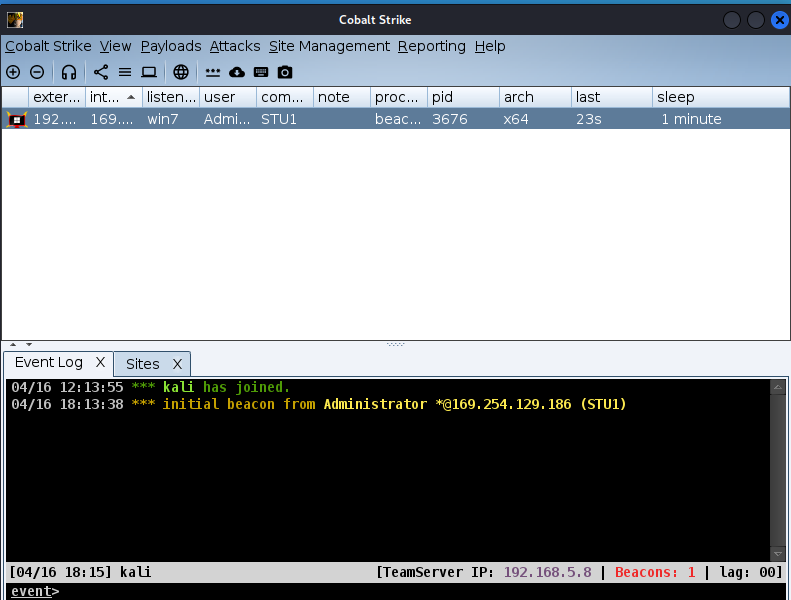 Cobalt Strike
Cobalt Strike View Payloads Attacks Site Management Reporting Help
exter... int... listen... user com... note proc... pid arch last sleep
192.... 169.... win7 Admi... STU1 beac... 3676 x64 23s 1 minute
Event Log X Sites X
04/16 12:13:55 *** kali has joined.
04/16 18:13:38 *** initial beacon from Administrator *@169.254.129.186 (STU1)
[04/16 18:15] kali [TeamServer IP: 192.168.5.8 | Beacons: 1 | lag: 00]
event>